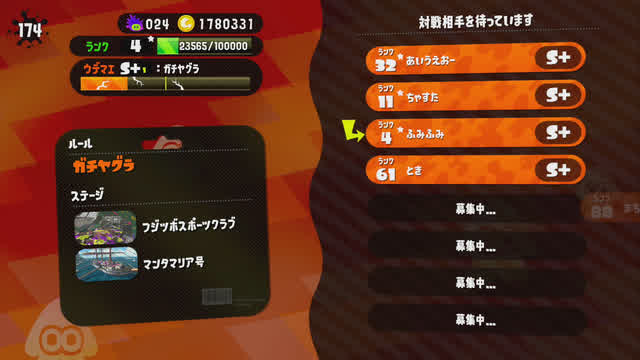 174
024
1780331
ランク 4★ 23565/100000
ウデマエ S+1 : ガチヤグラ
ルール
ガチヤグラ
ステージ
フジツボスポーツクラブ
マンタマリア号
対戦相手を待っています
ランク 32★ あいうえおー S+
ランク 11★ ちゃすた S+
ランク 4★ ふみふみ S+
ランク 61 とき S+
募集中...
募集中...
募集中...
募集中...